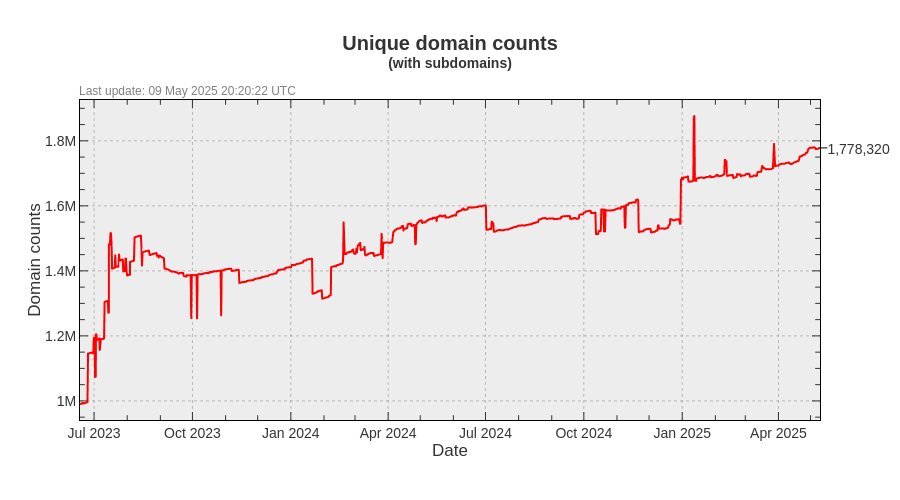 Unique domain counts
(with subdomains)
Last update: 09 May 2025 20:20:22 UTC
1.8M
1,778,320
1.6M
1.4M
1.2M
1M
Domain counts
Jul 2023 Oct 2023 Jan 2024 Apr 2024 Jul 2024 Oct 2024 Jan 2025 Apr 2025
Date